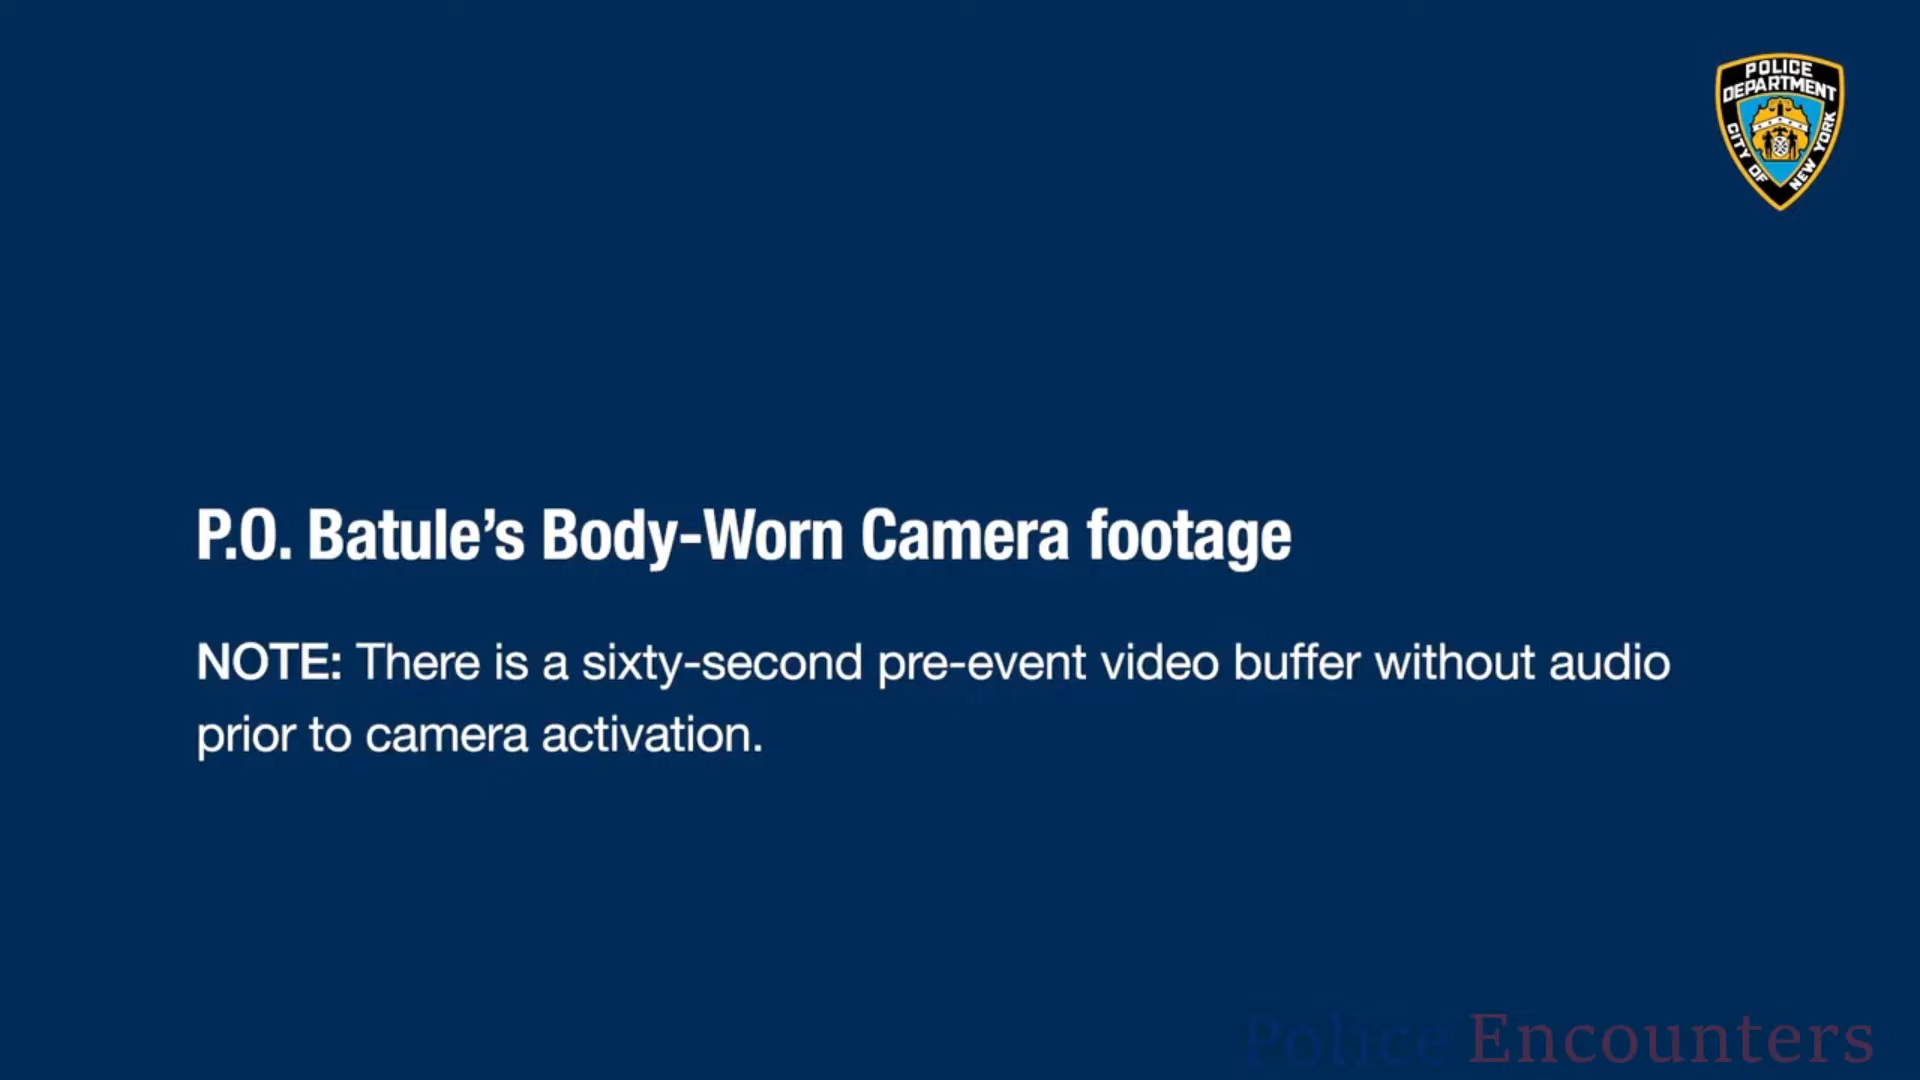 POLICE
DEPARTMENT
CITY OF
NEW YORK
P.O. Batule’s Body-Worn Camera footage
NOTE: There is a sixty-second pre-event video buffer without audio
prior to camera activation.
Police Encounters